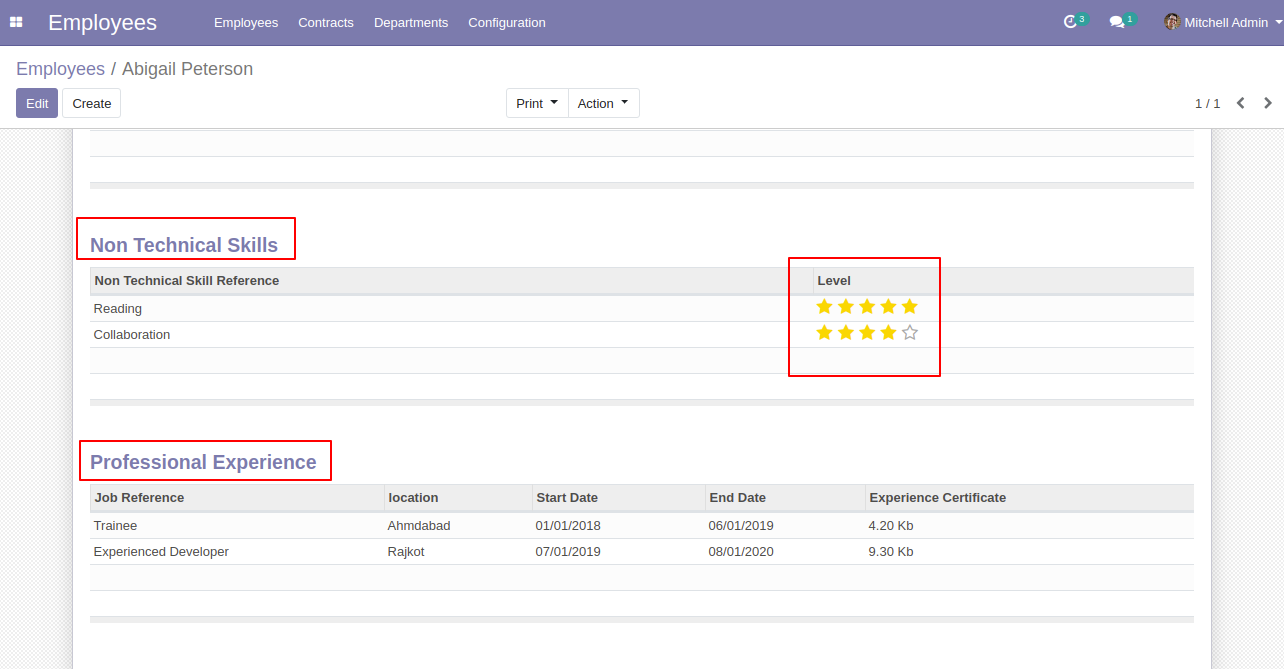 Employees Employees Contracts Departments Configuration 3 1 Mitchell Admin
Employees / Abigail Peterson
Edit Create Print Action 1 / 1
Non Technical Skills
Non Technical Skill Reference Level
Reading
Collaboration
Professional Experience
Job Reference location Start Date End Date Experience Certificate
Trainee Ahmdabad 01/01/2018 06/01/2019 4.20 Kb
Experienced Developer Rajkot 07/01/2019 08/01/2020 9.30 Kb